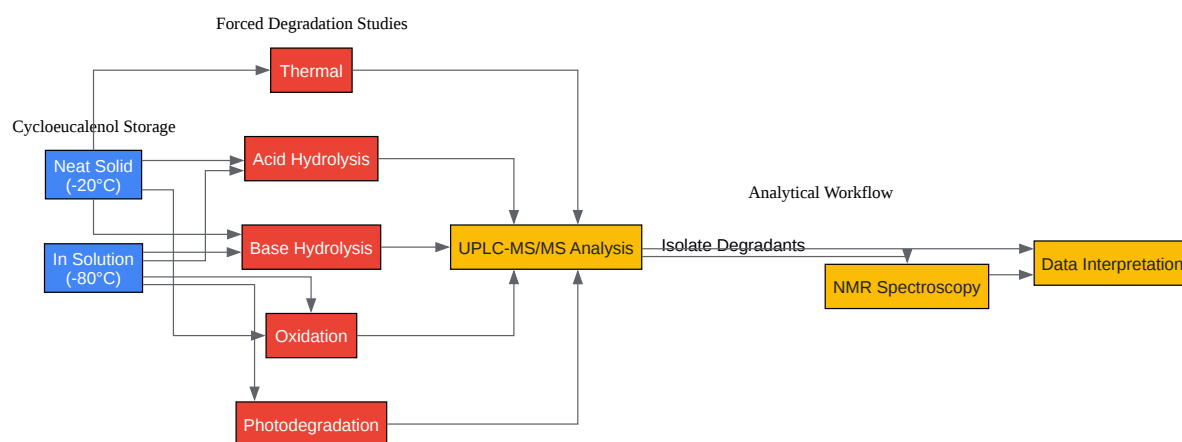 Forced Degradation Studies
Thermal
Cycloeucalenol Storage
Neat Solid
(-20°C)
Acid Hydrolysis
Analytical Workflow
In Solution
(-80°C)
Base Hydrolysis
UPLC-MS/MS Analysis
Isolate Degradants
Data Interpretation
NMR Spectroscopy
Oxidation
Photodegradation